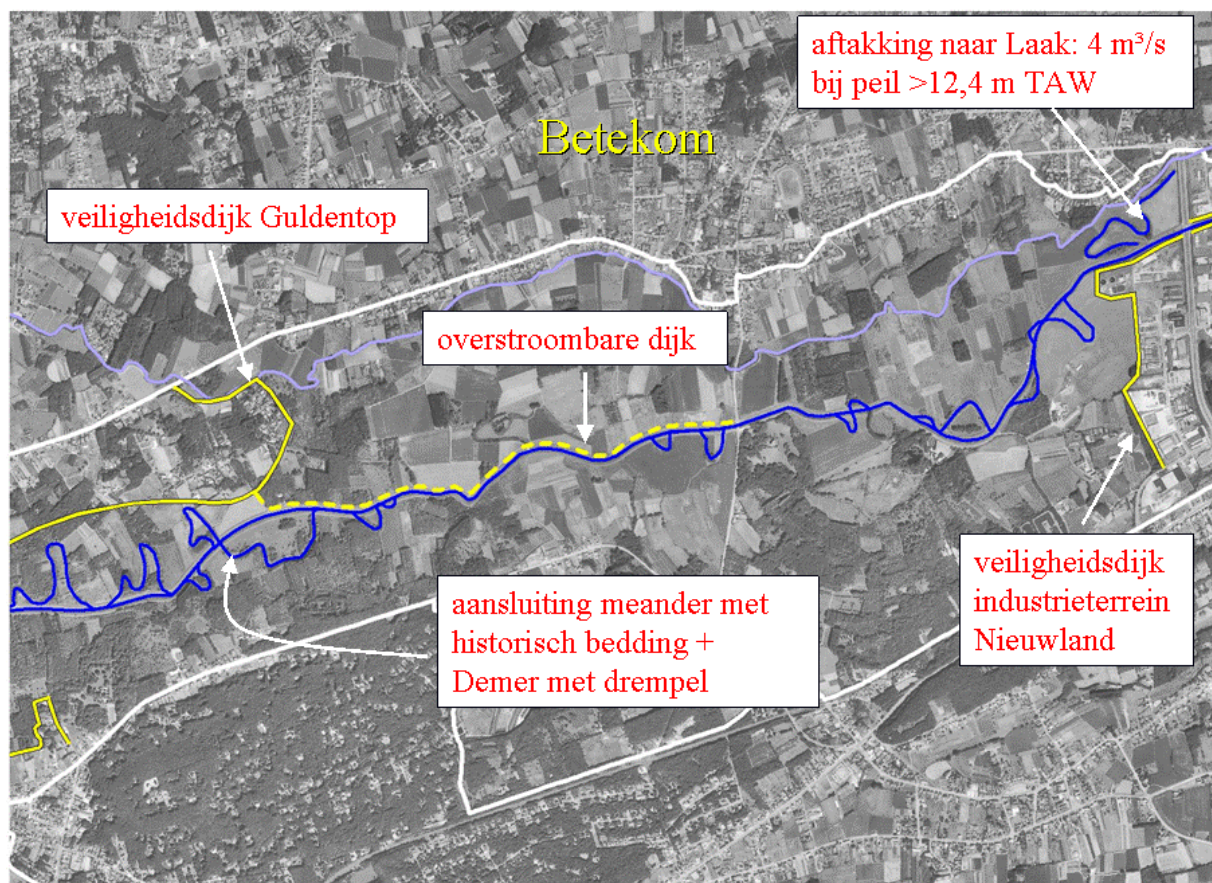 aftakking naar Laak: 4 m³/s
bij peil >12,4 m TAW
Betekom
veiligheidsdijk Guldentop
overstroombare dijk
aansluiting meander met
historisch bedding +
Demer met drempel
veiligheidsdijk
industrieterrein
Nieuwland